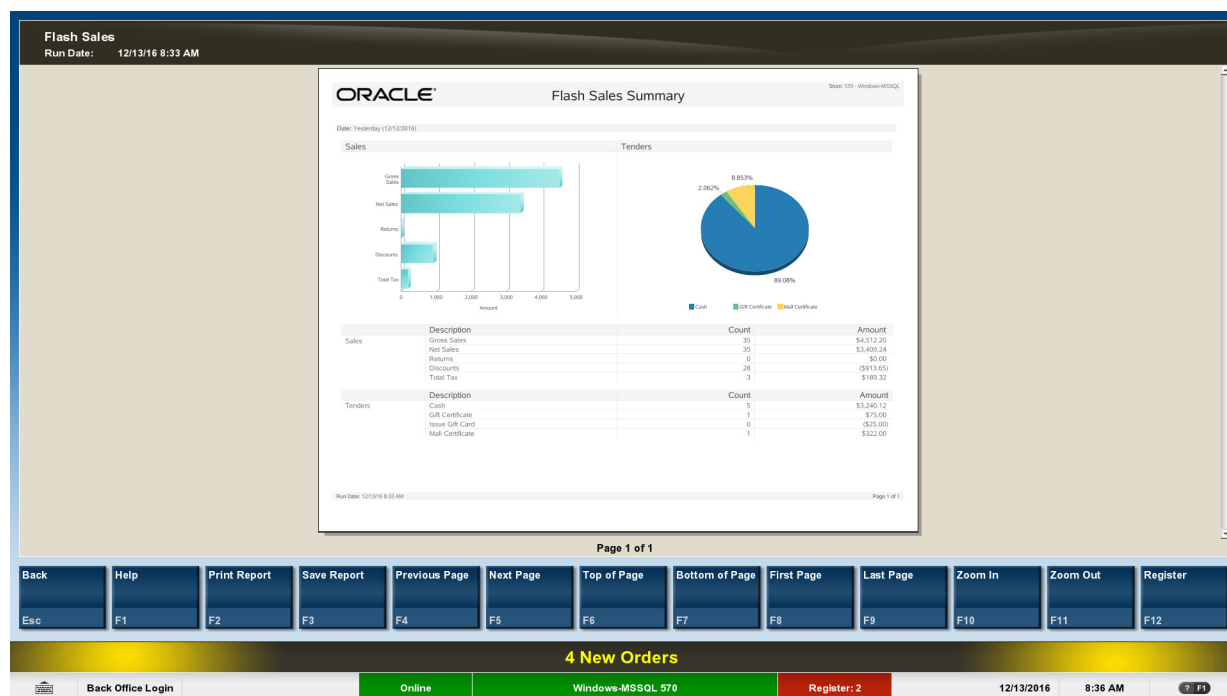 Flash Sales
Run Date: 12/13/16 8:33 AM
ORACLE®
Flash Sales Summary
Store: 570 - Windows-MSSQL
Date: Yesterday (12/12/2016)
Sales
Tenders
Gross Sales
Net Sales
Returns
Discounts
Total Tax
0 1,000 2,000 3,000 4,000 5,000
Amount
8.853%
2.062%
89.08%
Cash Gift Certificate Mall Certificate
Description Count Amount
Sales Gross Sales 35 $4,512.20
Net Sales 35 $3,409.24
Returns 0 $0.00
Discounts 28 ($913.65)
Total Tax 3 $189.32
Description Count Amount
Tenders Cash 5 $3,240.12
Gift Certificate 1 $75.00
Issue Gift Card 0 ($25.00)
Mall Certificate 1 $322.00
Run Date: 12/13/16 8:33 AM Page 1 of 1
Page 1 of 1
Back Help Print Report Save Report Previous Page Next Page Top of Page Bottom of Page First Page Last Page Zoom In Zoom Out Register
Esc F1 F2 F3 F4 F5 F6 F7 F8 F9 F10 F11 F12
4 New Orders
Back Office Login Online Windows-MSSQL 570 Register: 2 12/13/2016 8:36 AM ? F1